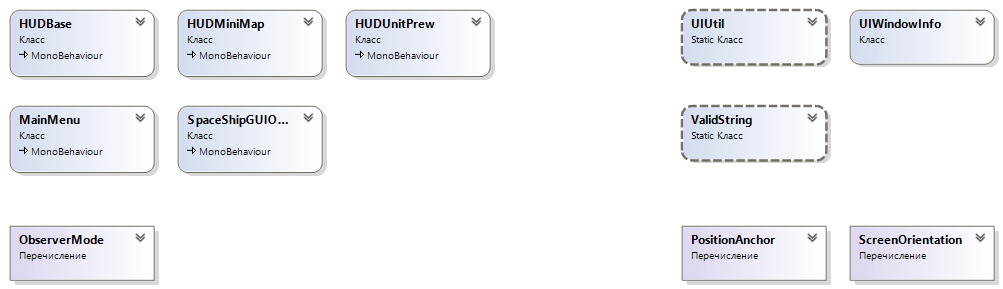 HUDBase
Класс
MonoBehaviour
HUDMiniMap
Класс
MonoBehaviour
HUDUnitPrew
Класс
MonoBehaviour
UIUtil
Static Класс
UIWindowInfo
Класс
MainMenu
Класс
MonoBehaviour
SpaceShipGUIO...
Класс
MonoBehaviour
ValidString
Static Класс
ObserverMode
Перечисление
PositionAnchor
Перечисление
ScreenOrientation
Перечисление